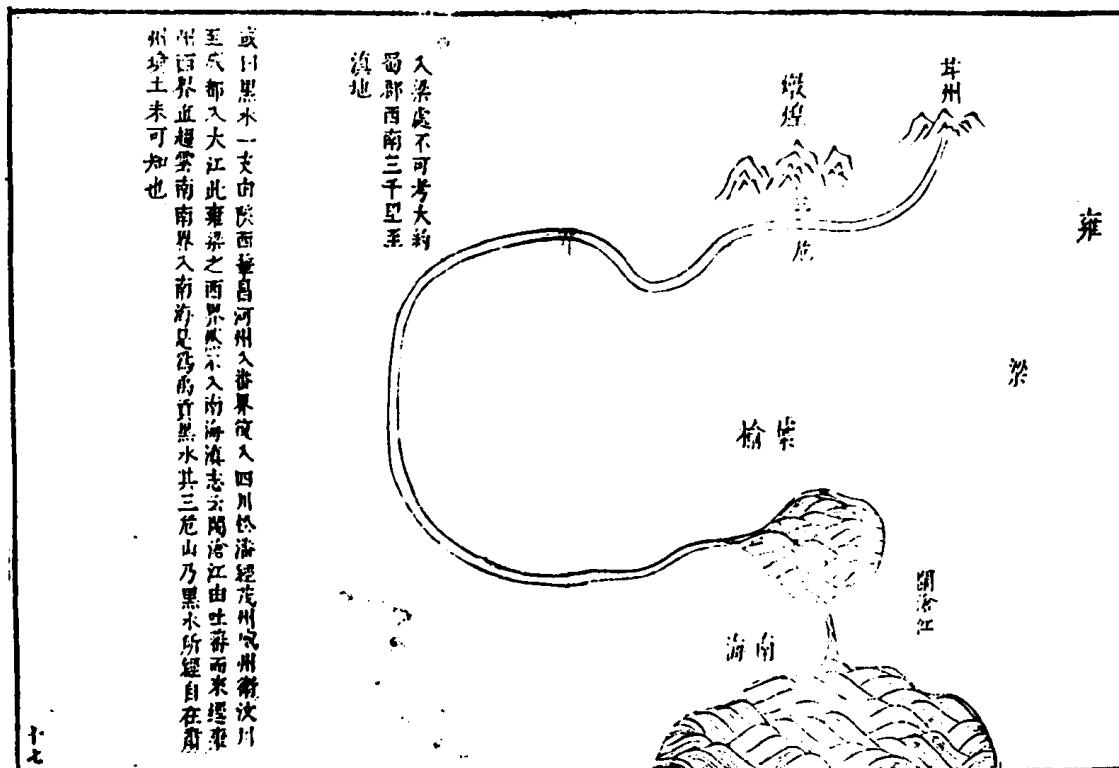 雍
梁
甘州
燉煌
三危
葉榆
闌滄江
南海
入梁處不可考大約
蜀郡西南三千里至
滇地
或曰黑水一支由陝西鞏昌河州入番界復入四川松潘經茂州威州衛汶川
至成都入大江此雍梁之西界然不入南海滇志云闌滄江由吐蕃而來經雍
州西界直趨雲南南界入南海是為禹貢黑水其三危山乃黑水所經自在肅
州境土未可知也
十七